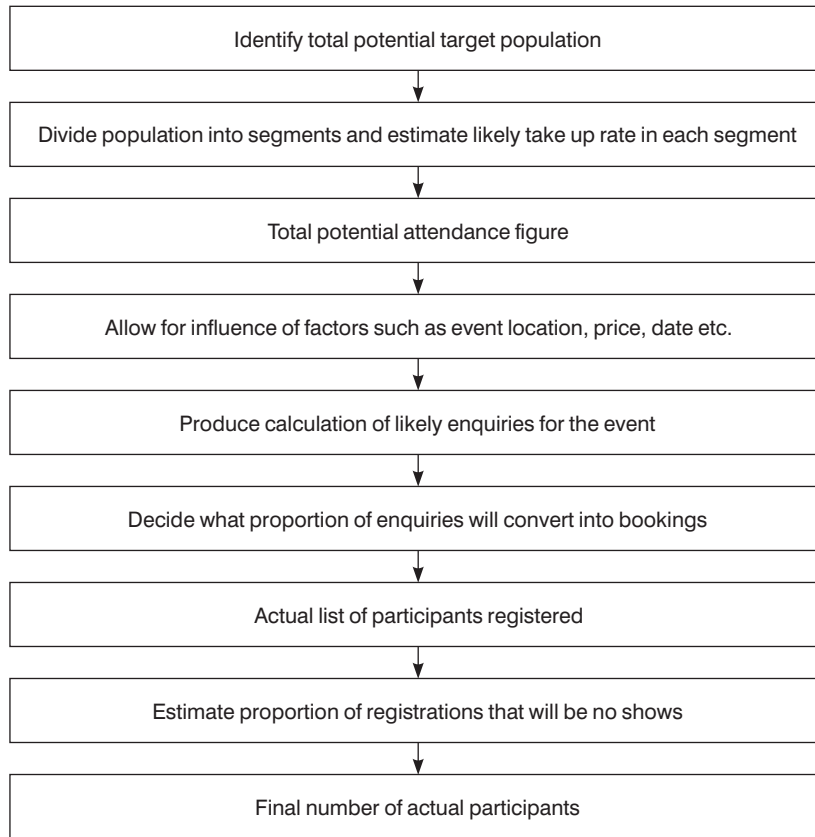 Identify total potential target population
Divide population into segments and estimate likely take up rate in each segment
Total potential attendance figure
Allow for influence of factors such as event location, price, date etc.
Produce calculation of likely enquiries for the event
Decide what proportion of enquiries will convert into bookings
Actual list of participants registered
Estimate proportion of registrations that will be no shows
Final number of actual participants